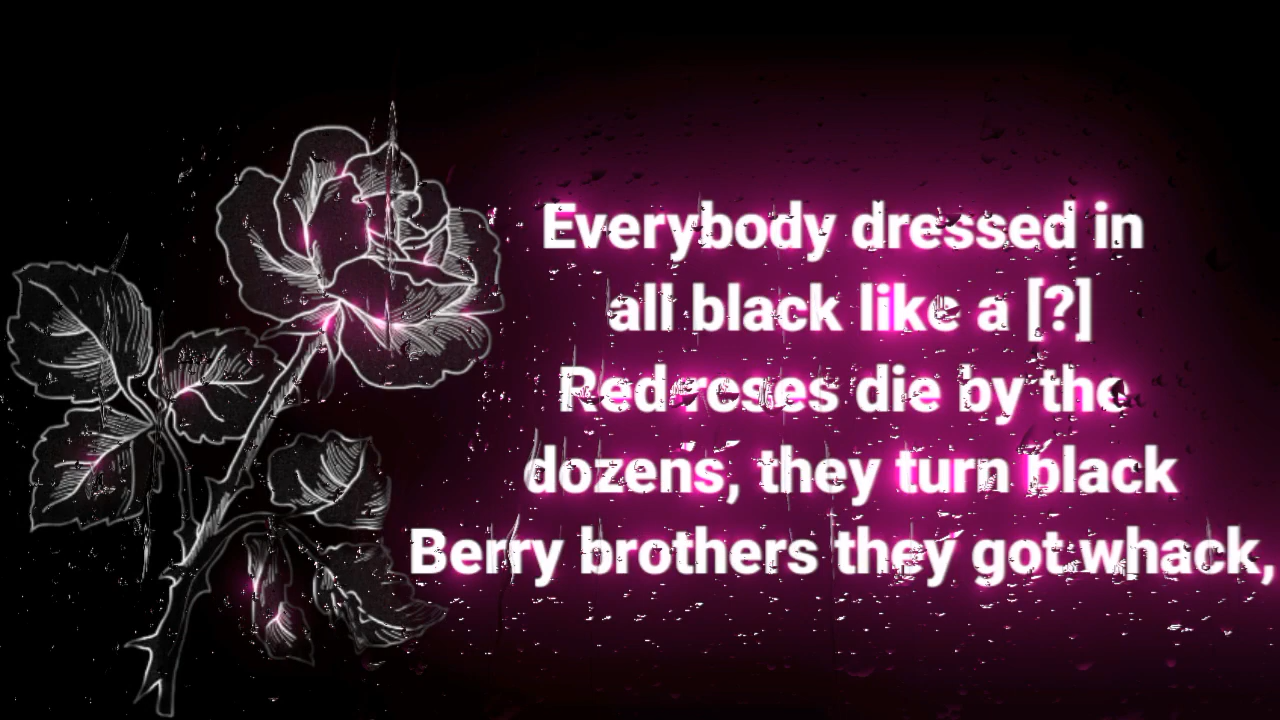 Everybody dressed in
all black like a [?]
Red roses die by the
dozens, they turn black
Berry brothers they got whack,